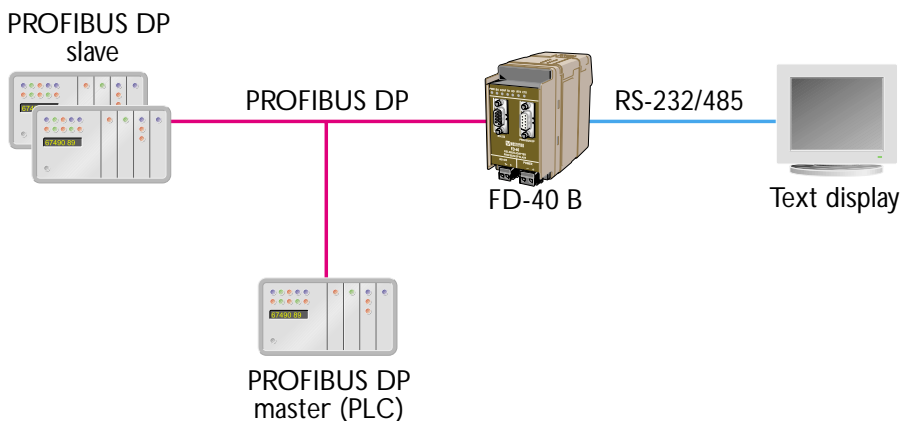 PROFIBUS DP
slave
PROFIBUS DP
RS-232/485
67490 89
FD-40 B
Text display
67490 89
PROFIBUS DP
master (PLC)